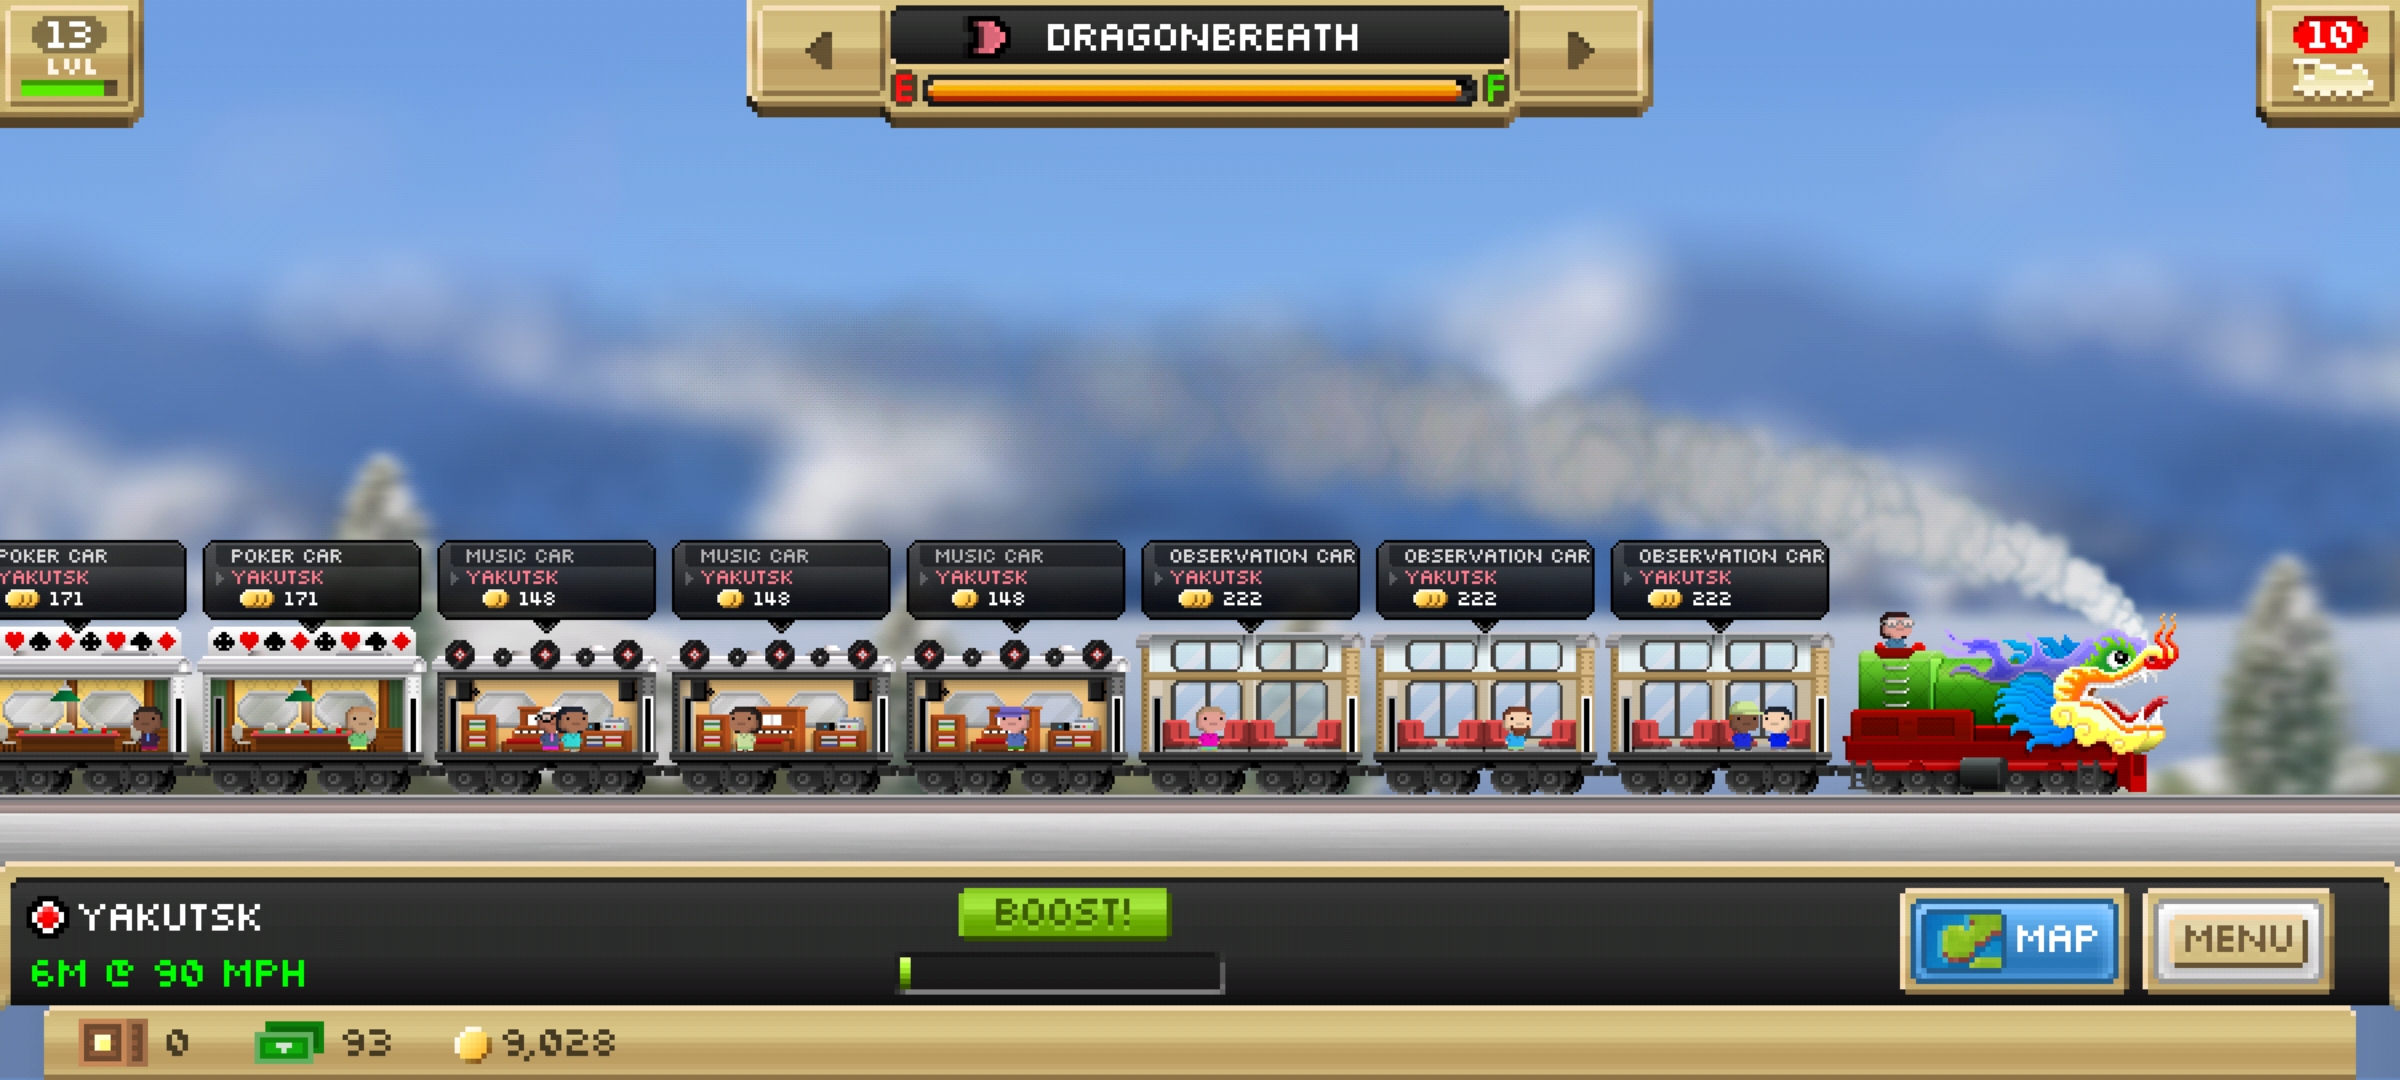 13
LVL
DRAGONBREATH
E
F
10
POKER CAR
YAKUTSK
171
POKER CAR
YAKUTSK
171
MUSIC CAR
YAKUTSK
148
MUSIC CAR
YAKUTSK
148
MUSIC CAR
YAKUTSK
148
OBSERVATION CAR
YAKUTSK
222
OBSERVATION CAR
YAKUTSK
222
OBSERVATION CAR
YAKUTSK
222
YAKUTSK
6M @ 90 MPH
BOOST!
MAP
MENU
0
93
9,028